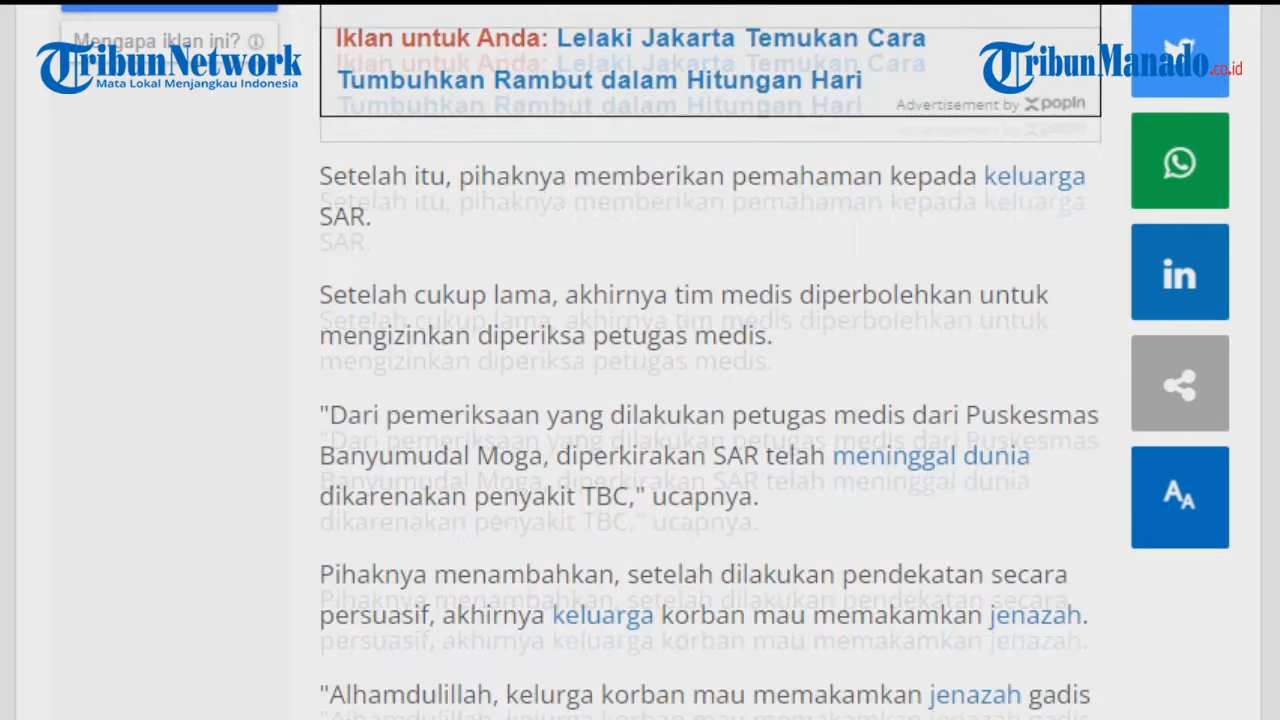 Mengapa iklan ini?
TribunNetwork
Mata Lokal Menjangkau Indonesia
Iklan untuk Anda: Lelaki Jakarta Temukan Cara
Tumbuhkan Rambut dalam Hitungan Hari
Advertisement by popIn
TribunManado.co.id
Setelah itu, pihaknya memberikan pemahaman kepada keluarga
SAR.
Setelah cukup lama, akhirnya tim medis diperbolehkan untuk
mengizinkan diperiksa petugas medis.
"Dari pemeriksaan yang dilakukan petugas medis dari Puskesmas
Banyumudal Moga, diperkirakan SAR telah meninggal dunia
dikarenakan penyakit TBC," ucapnya.
Pihaknya menambahkan, setelah dilakukan pendekatan secara
persuasif, akhirnya keluarga korban mau memakamkan jenazah.
"Alhamdulillah, kelurga korban mau memakamkan jenazah gadis
in
AA